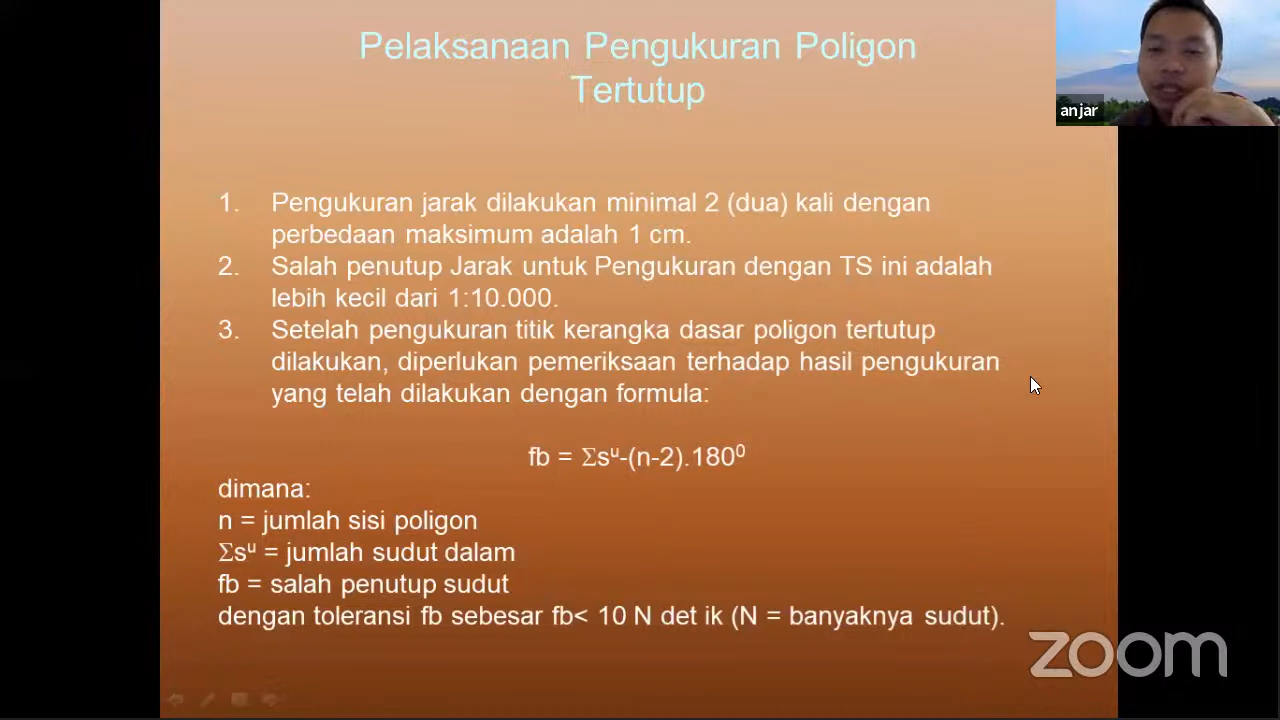 Pelaksanaan Pengukuran Poligon
Tertutup
anjar
1. Pengukuran jarak dilakukan minimal 2 (dua) kali dengan
perbedaan maksimum adalah 1 cm.
2. Salah penutup Jarak untuk Pengukuran dengan TS ini adalah
lebih kecil dari 1:10.000.
3. Setelah pengukuran titik kerangka dasar poligon tertutup
dilakukan, diperlukan pemeriksaan terhadap hasil pengukuran
yang telah dilakukan dengan formula:
fb = Σsᵘ-(n-2).180⁰
dimana:
n = jumlah sisi poligon
Σsᵘ = jumlah sudut dalam
fb = salah penutup sudut
dengan toleransi fb sebesar fb< 10 N det ik (N = banyaknya sudut).
zoom